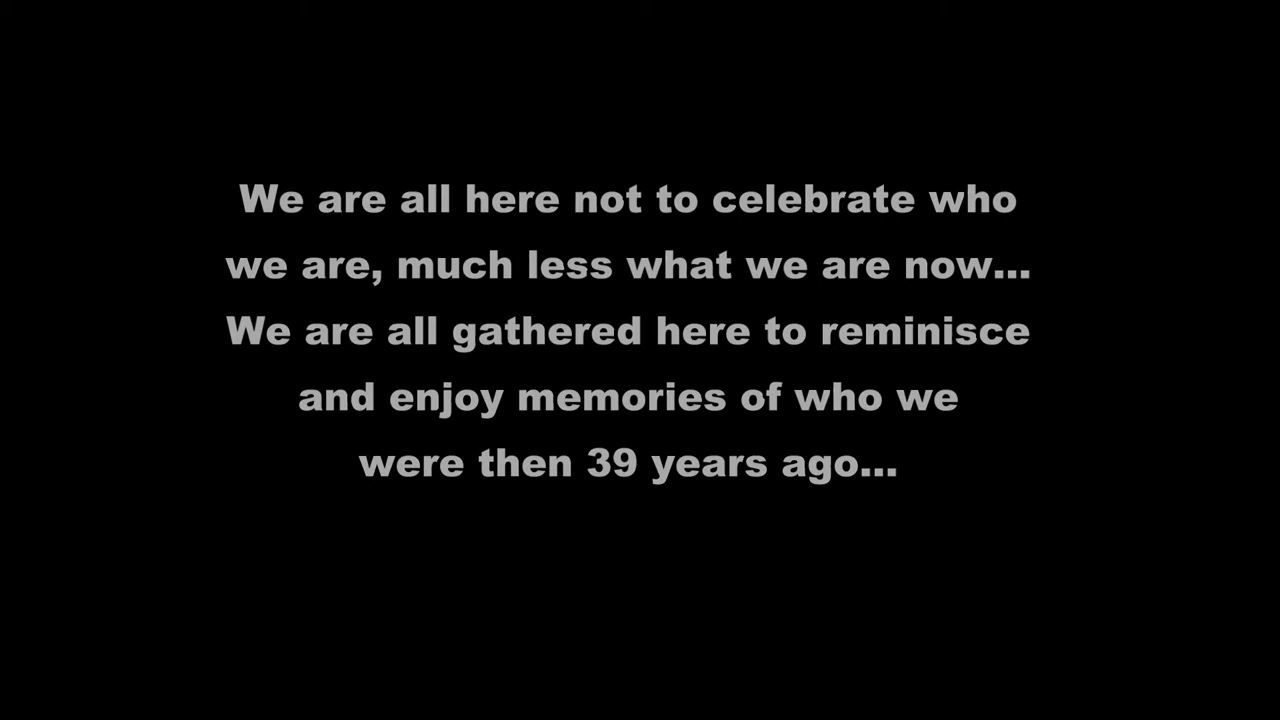 We are all here not to celebrate who
we are, much less what we are now...
We are all gathered here to reminisce
and enjoy memories of who we
were then 39 years ago...